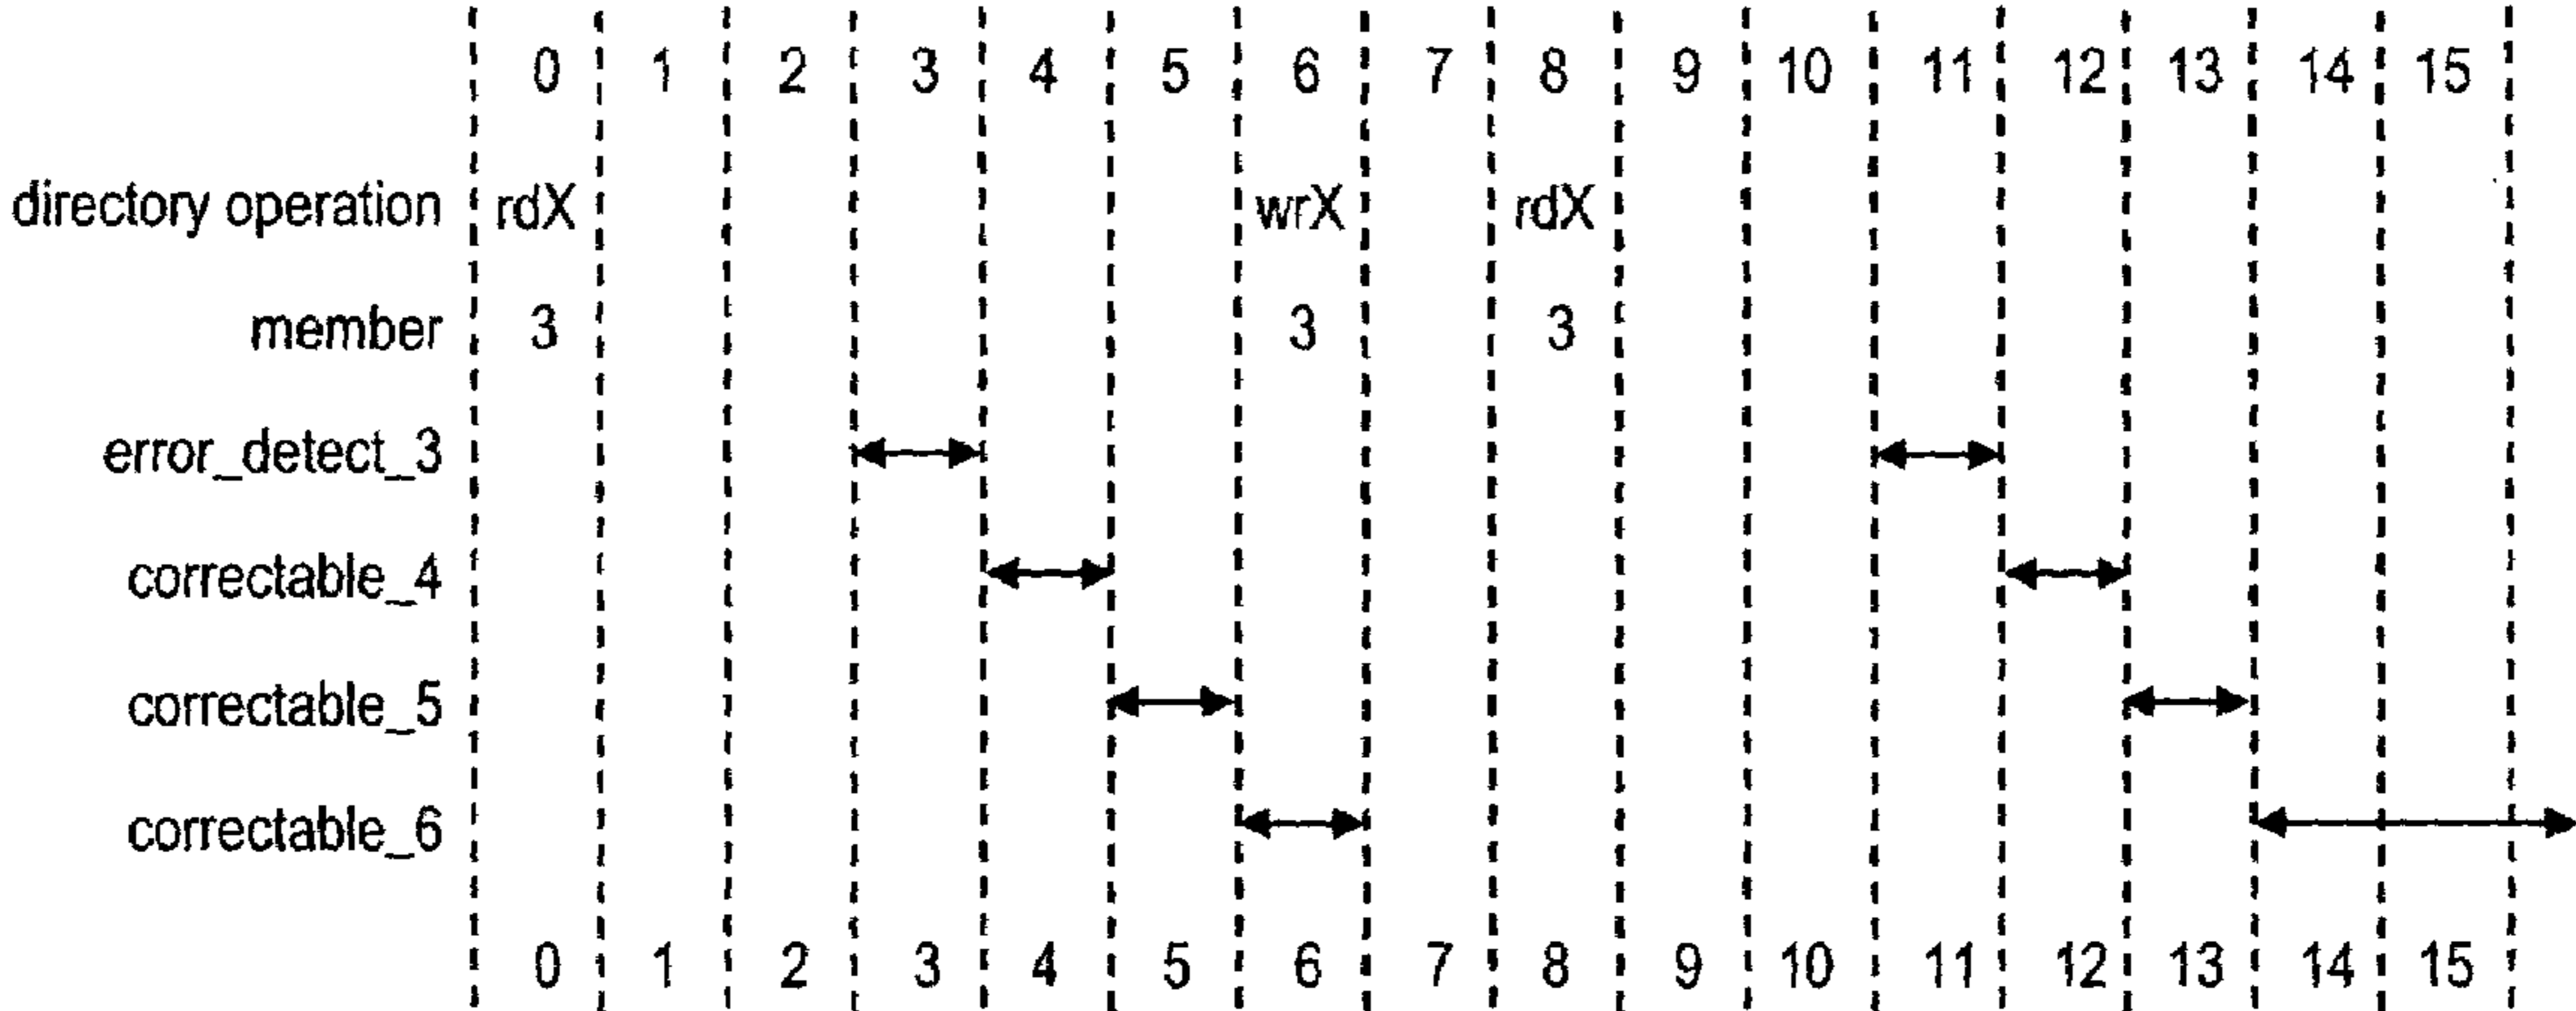 0 1 2 3 4 5 6 7 8 9 10 11 12 13 14 15
directory operation rdX wrX rdX
member 3 3 3
error_detect_3
correctable_4
correctable_5
correctable_6
0 1 2 3 4 5 6 7 8 9 10 11 12 13 14 15